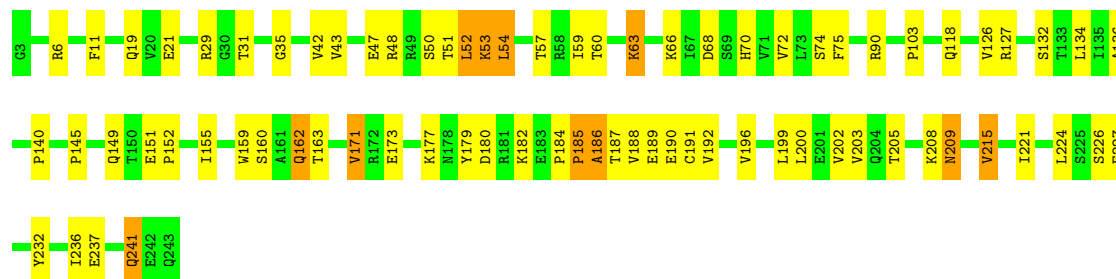 G3 R6 F11 Q19 V20 E21 R29 G30 T31 G35 V42 V43 E47 R48 R49 S50 T51 L52 K53 L54 T57 R58 I59 T60 K63 K66 I67 D68 S69 H70 V71 V72 L73 S74 F75 R90 P103 Q118 V126 R127 S132 T133 L134 I135
P140 P145 Q149 T150 E151 P152 I155 W159 S160 A161 Q162 T163 V171 R172 E173 K177 N178 Y179 D180 R181 K182 E183 P184 P185 A186 T187 V188 E189 E190 C191 V192 V196 L199 L200 E201 V202 V203 Q204 T205 K208 N209 V215 I221 L224 S225 S226
Y232 I236 E237 Q241 E242 Q243